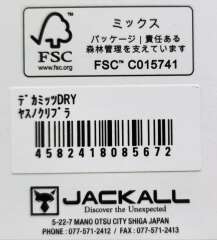 FSC
www.fsc.org
ミックス
パッケージ|責任ある
森林管理を支えています
FSC™ C015741
デカミッツDRY
ヤスノクリプラ
4582418085672
JACKALL
Discover the Unexpected
5-22-7 MANO OTSU CITY SHIGA JAPAN
PHONE : 077-571-2412 / FAX : 077-571-2413